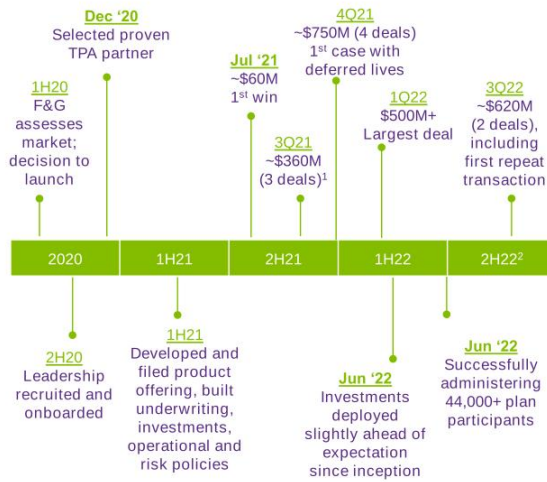 Dec ‘20
Selected proven
TPA partner
1H20
F&G
assesses
market;
decision to
launch
Jul ‘21
~$60M
1st win
3Q21
~$360M
(3 deals)1
4Q21
~$750M (4 deals)
1st case with
deferred lives
1Q22
$500M+
Largest deal
3Q22
~$620M
(2 deals),
including
first repeat
transaction
2020
1H21
2H21
1H22
2H22²
2H20
Leadership
recruited and
onboarded
1H21
Developed and
filed product
offering, built
underwriting,
investments,
operational and
risk policies
Jun ‘22
Investments
deployed
slightly ahead of
expectation
since inception
Jun ‘22
Successfully
administering
44,000+ plan
participants